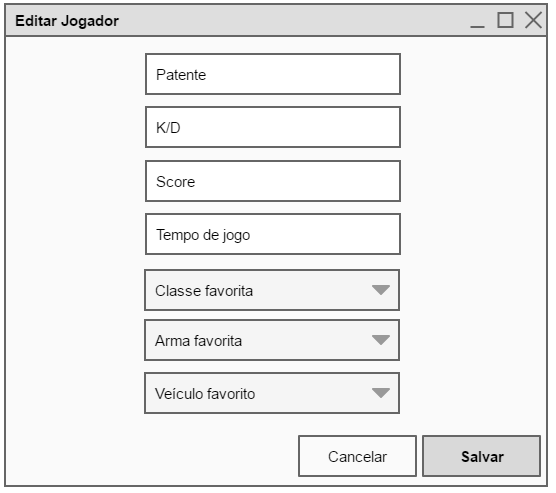 Editar Jogador
Patente
K/D
Score
Tempo de jogo
Classe favorita
Arma favorita
Veículo favorito
Cancelar
Salvar